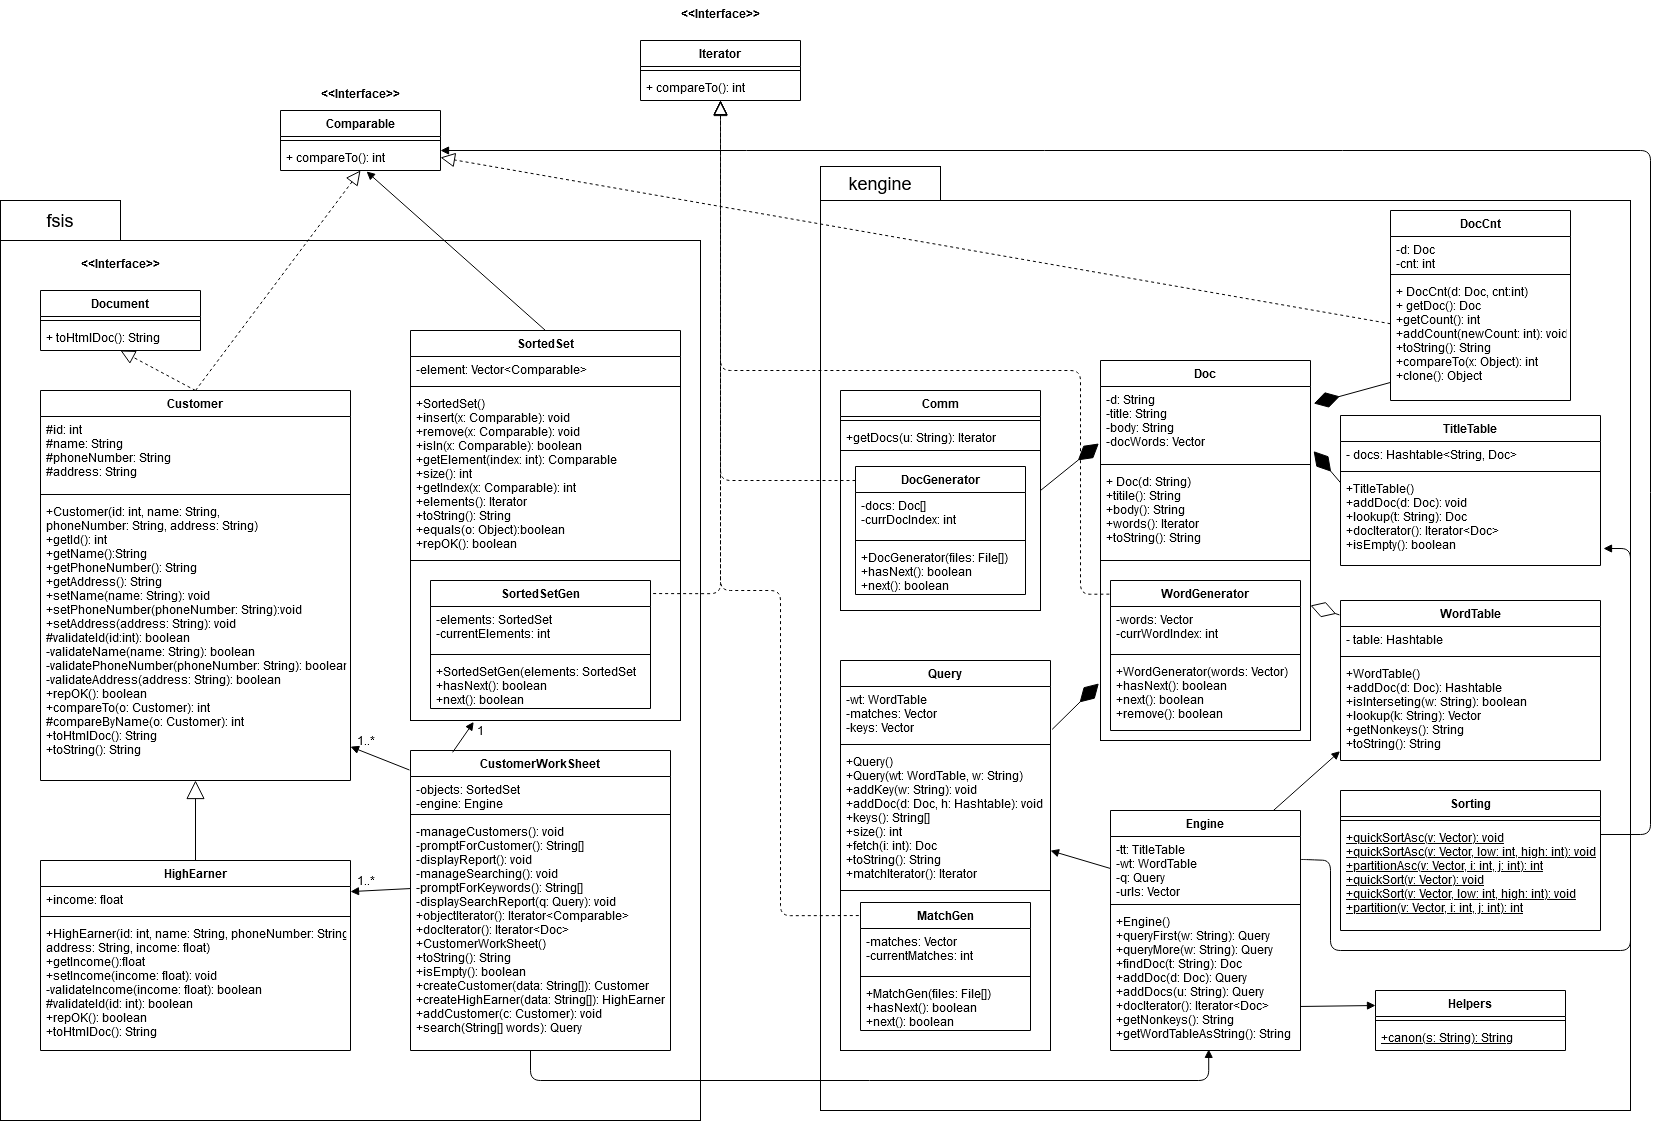 <<Interface>>
Iterator
+ compareTo(): int
<<Interface>>
Comparable
+ compareTo(): int
fsis
<<Interface>>
Document
+ toHtmlDoc(): String
Customer
#id: int
#name: String
#phoneNumber: String
#address: String
+Customer(id: int, name: String,
phoneNumber: String, address: String)
+getId(): int
+getName():String
+getPhoneNumber(): String
+getAddress(): String
+setName(name: String): void
+setPhoneNumber(phoneNumber: String):void
+setAddress(address: String): void
#validateId(id:int): boolean
-validateName(name: String): boolean
-validatePhoneNumber(phoneNumber: String): boolear
-validateAddress(address: String): boolean
+repOK(): boolean
+compareTo(o: Customer): int
#compareByName(o: Customer): int
+toHtmlDoc(): String
+toString(): String
HighEarner
+income: float
+HighEarner(id: int, name: String, phoneNumber: String
address: String, income: float)
+getIncome():float
+setIncome(income: float): void
-validateIncome(income: float): boolean
#validateId(id: int): boolean
+repOK(): boolean
+toHtmlDoc(): String
SortedSet
-element: Vector<Comparable>
+SortedSet()
+insert(x: Comparable): void
+remove(x: Comparable): void
+isIn(x: Comparable): boolean
+getElement(index: int): Comparable
+size(): int
+getIndex(x: Comparable): int
+elements(): Iterator
+toString(): String
+equals(o: Object):boolean
+repOK(): boolean
SortedSetGen
-elements: SortedSet
-currentElements: int
+SortedSetGen(elements: SortedSet
+hasNext(): boolean
+next(): boolean
1
1..*
1..*
CustomerWorkSheet
-objects: SortedSet
-engine: Engine
-manageCustomers(): void
-promptForCustomer(): String[]
-displayReport(): void
-manageSearching(): void
-promptForKeywords(): String[]
-displaySearchReport(q: Query): void
+objectIterator(): Iterator<Comparable>
+docIterator(): Iterator<Doc>
+CustomerWorkSheet()
+toString(): String
+isEmpty(): boolean
+createCustomer(data: String[]): Customer
+createHighEarner(data: String[]): HighEarner
+addCustomer(c: Customer): void
+search(String[] words): Query
kengine
Comm
+getDocs(u: String): Iterator
DocGenerator
-docs: Doc[]
-currDocIndex: int
+DocGenerator(files: File[])
+hasNext(): boolean
+next(): boolean
Query
-wt: WordTable
-matches: Vector
-keys: Vector
+Query()
+Query(wt: WordTable, w: String)
+addKey(w: String): void
+addDoc(d: Doc, h: Hashtable): void
+keys(): String[]
+size(): int
+fetch(i: int): Doc
+toString(): String
+matchIterator(): Iterator
MatchGen
-matches: Vector
-currentMatches: int
+MatchGen(files: File[])
+hasNext(): boolean
+next(): boolean
Doc
-d: String
-title: String
-body: String
-docWords: Vector
+ Doc(d: String)
+titile(): String
+body(): String
+words(): Iterator
+toString(): String
WordGenerator
-words: Vector
-currWordIndex: int
+WordGenerator(words: Vector)
+hasNext(): boolean
+next(): boolean
+remove(): boolean
Engine
-tt: TitleTable
-wt: WordTable
-q: Query
-urls: Vector
+Engine()
+queryFirst(w: String): Query
+queryMore(w: String): Query
+findDoc(t: String): Doc
+addDoc(d: Doc): Query
+addDocs(u: String): Query
+docIterator(): Iterator<Doc>
+getNonkeys(): String
+getWordTableAsString(): String
DocCnt
-d: Doc
-cnt: int
+ DocCnt(d: Doc, cnt:int)
+ getDoc(): Doc
+getCount(): int
+addCount(newCount: int): void
+toString(): String
+compareTo(x: Object): int
+clone(): Object
TitleTable
- docs: Hashtable<String, Doc>
+TitleTable()
+addDoc(d: Doc): void
+lookup(t: String): Doc
+docIterator(): Iterator<Doc>
+isEmpty(): boolean
WordTable
- table: Hashtable
+WordTable()
+addDoc(d: Doc): Hashtable
+isInterseting(w: String): boolean
+lookup(k: String): Vector
+getNonkeys(): String
+toString(): String
Sorting
+quickSortAsc(v: Vector): void
+quickSortAsc(v: Vector, low: int, high: int): void
+partitionAsc(v: Vector, i: int, j: int): int
+quickSort(v: Vector): void
+quickSort(v: Vector, low: int, high: int): void
+partition(v: Vector, i: int, j: int): int
Helpers
+canon(s: String): String